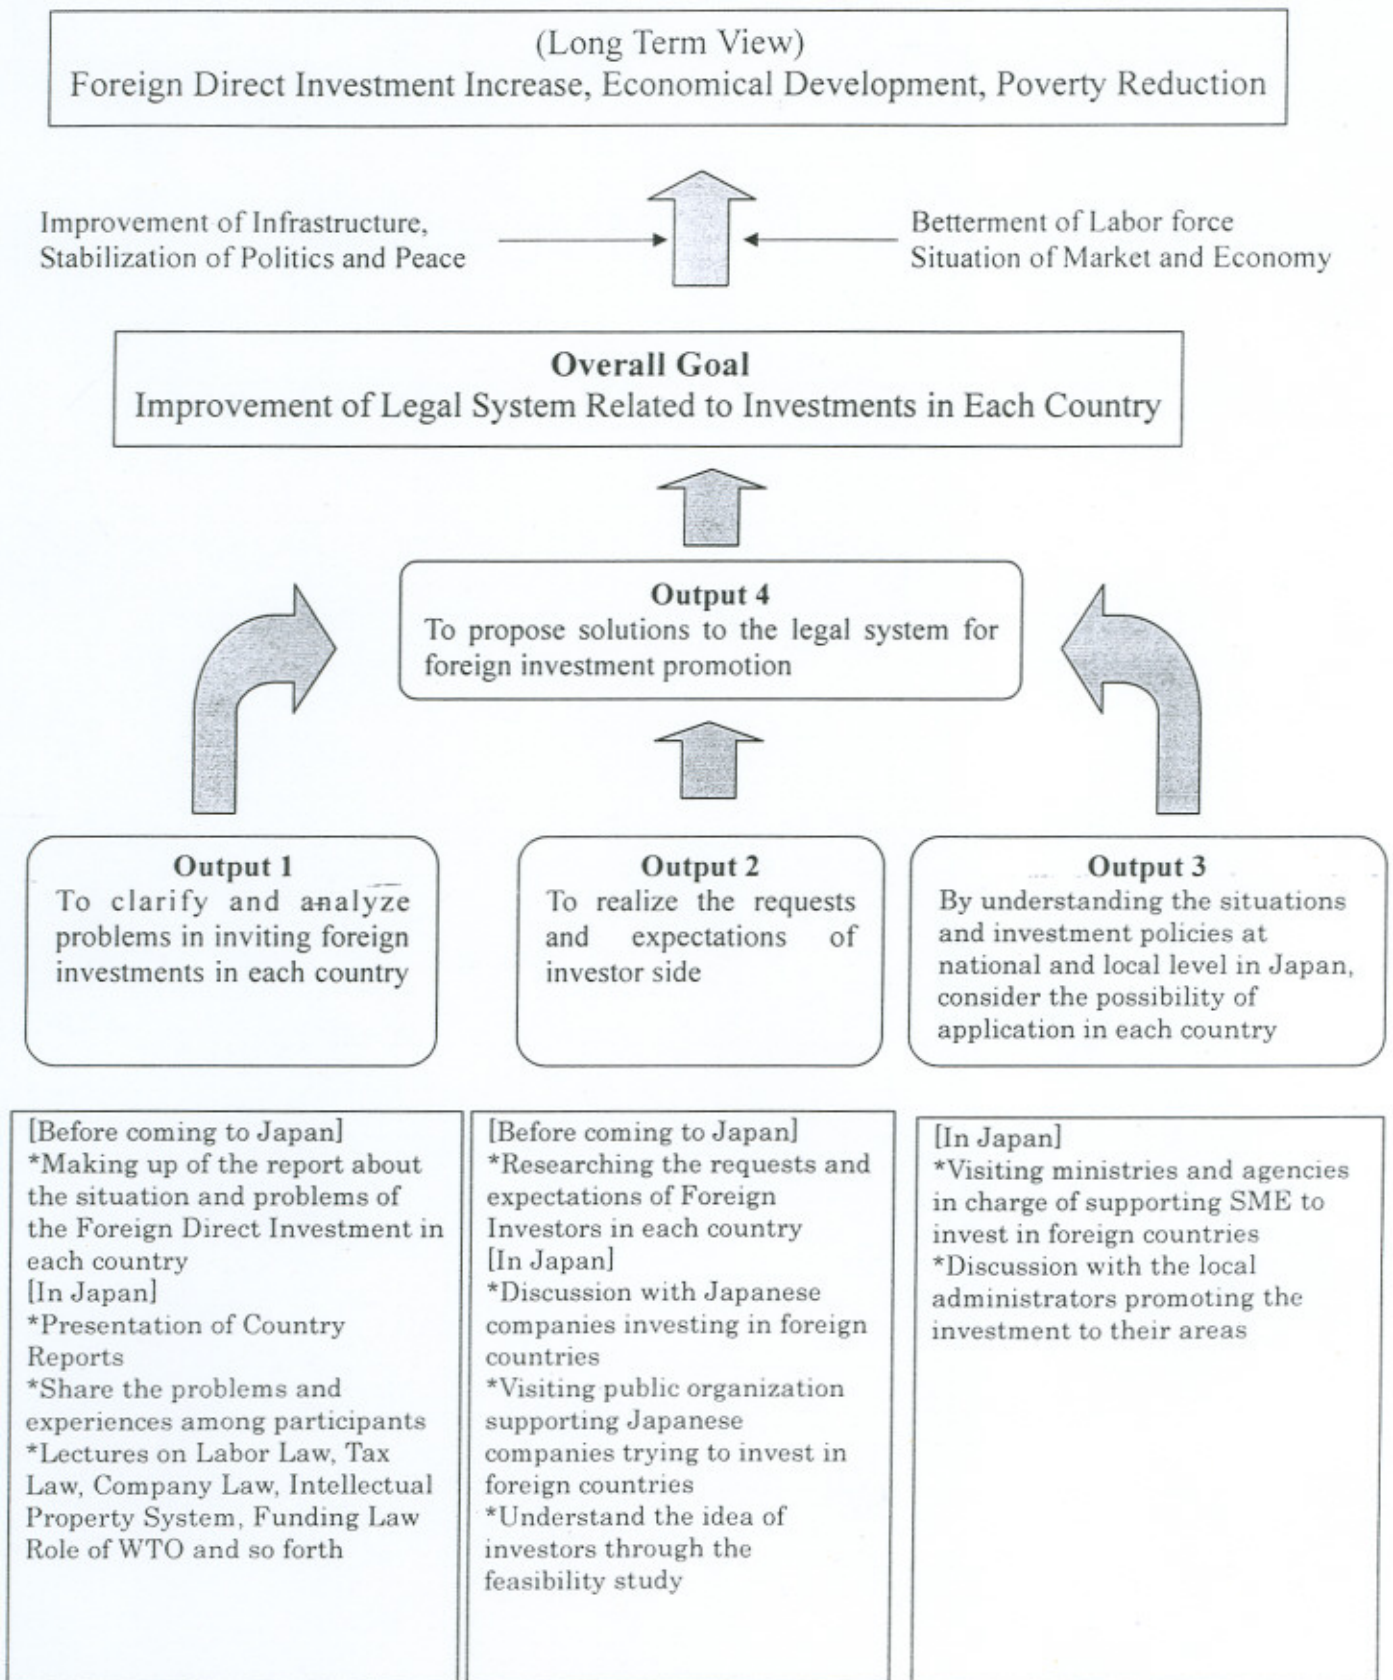 (Long Term View)
Foreign Direct Investment Increase, Economical Development, Poverty Reduction
Improvement of Infrastructure,
Stabilization of Politics and Peace
Betterment of Labor force
Situation of Market and Economy
Overall Goal
Improvement of Legal System Related to Investments in Each Country
Output 4
To propose solutions to the legal system for
foreign investment promotion
Output 1
To clarify and analyze
problems in inviting foreign
investments in each country
Output 2
To realize the requests
and expectations of
investor side
Output 3
By understanding the situations
and investment policies at
national and local level in Japan,
consider the possibility of
application in each country
[Before coming to Japan]
*Making up of the report about
the situation and problems of
the Foreign Direct Investment in
each country
[In Japan]
*Presentation of Country
Reports
*Share the problems and
experiences among participants
*Lectures on Labor Law, Tax
Law, Company Law, Intellectual
Property System, Funding Law
Role of WTO and so forth
[Before coming to Japan]
*Researching the requests and
expectations of Foreign
Investors in each country
[In Japan]
*Discussion with Japanese
companies investing in foreign
countries
*Visiting public organization
supporting Japanese
companies trying to invest in
foreign countries
*Understand the idea of
investors through the
feasibility study
[In Japan]
*Visiting ministries and agencies
in charge of supporting SME to
invest in foreign countries
*Discussion with the local
administrators promoting the
investment to their areas